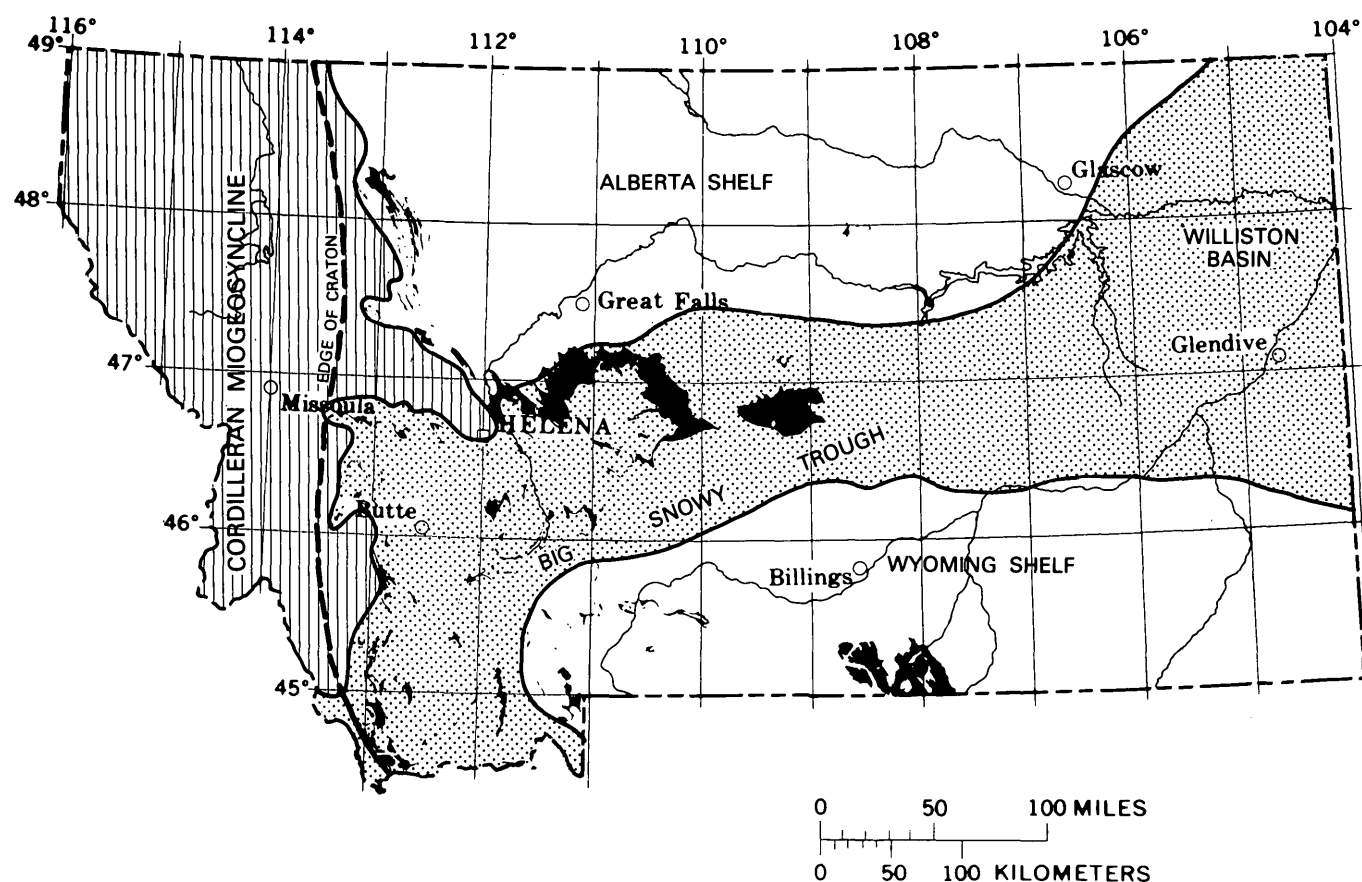 116°
114°
112°
110°
108°
106°
104°
49°
48°
47°
46°
45°
CORDILLERAN MIOGEOSYNCLINE
EDGE OF CRATON
ALBERTA SHELF
Glascow
WILLISTON
BASIN
Great Falls
Glendive
Missoula
HELENA
BIG SNOWY TROUGH
Butte
Billings
WYOMING SHELF
0 50 100 MILES
0 50 100 KILOMETERS